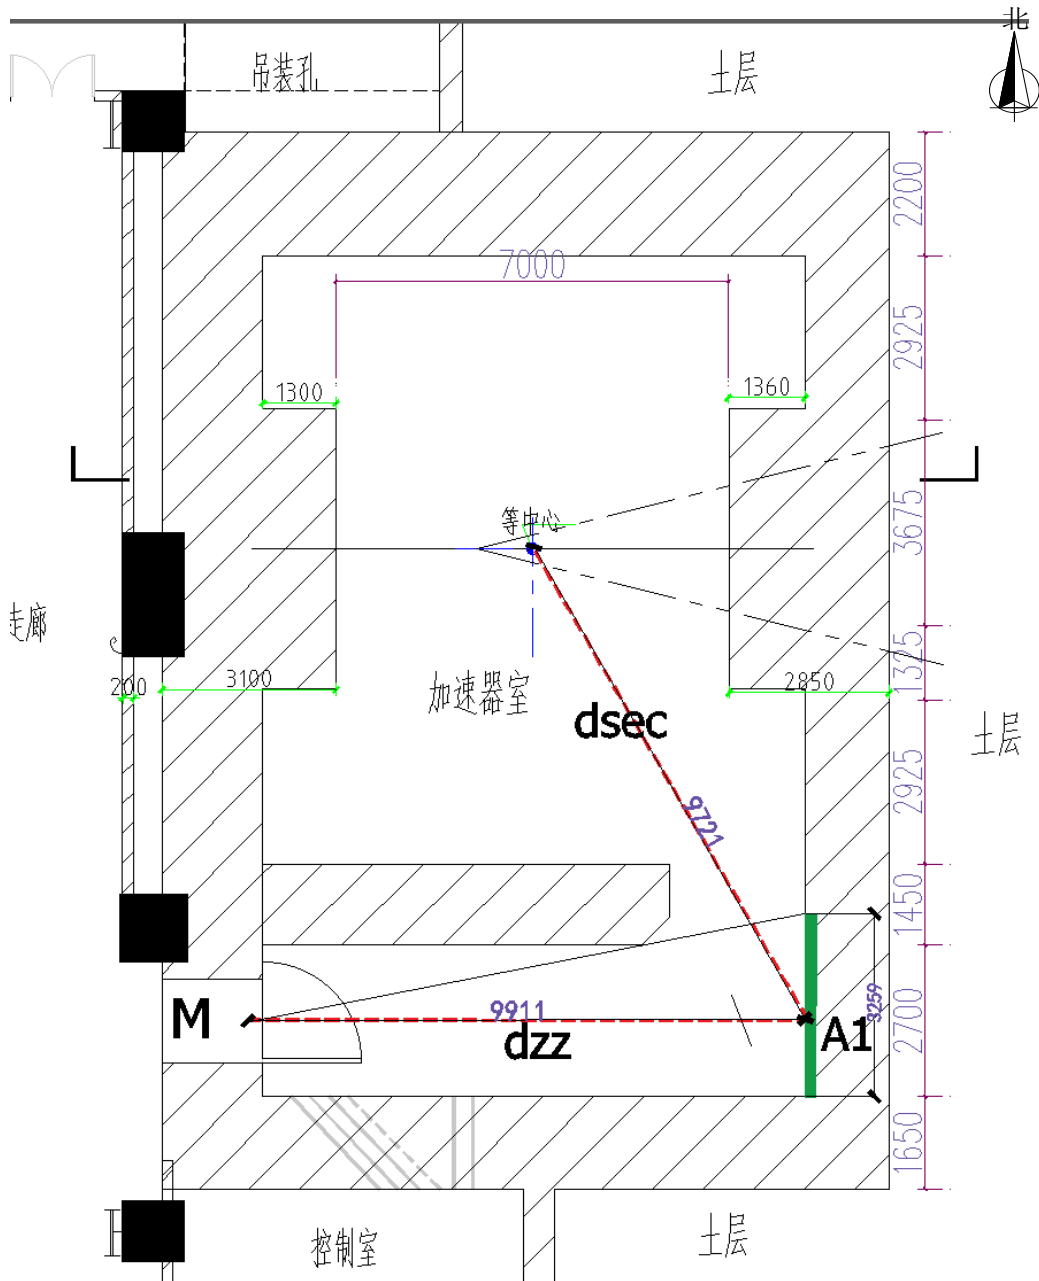 北
吊装孔
土层
2200
7000
2925
1300
1360
等中心
3675
走廊
1325
200
3100
加速器室
2850
dsec
土层
2925
9721
1450
M
9911
dzz
3259
A1
2700
1650
控制室
土层